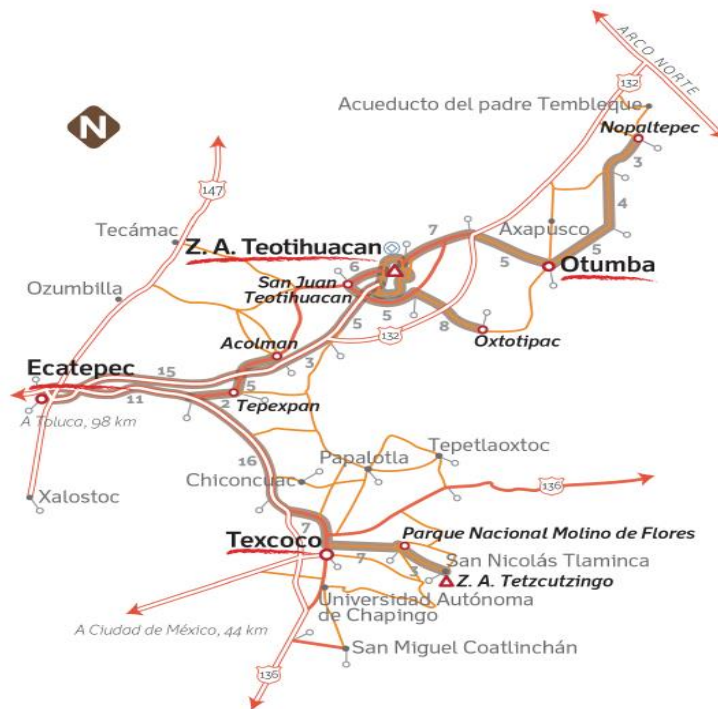 ARCO NORTE
132
Acueducto del padre Tembleque
Nopaltepec
N
3
147
4
Tecámac
7
Axapusco
Z. A. Teotihuacan
5
5
Otumba
6
San Juan
Teotihuacan
Ozumbilla
5
5
8
132
Oxtotipac
Acolman
3
Ecatepec
15
5
11
2
Tepexpan
A Toluca, 98 km
16
Papalotla
Tepetlaoxtoc
Chiconcuac
136
Xalostoc
7
Parque Nacional Molino de Flores
Texcoco
7
3
San Nicolás Tlaminca
Z. A. Tetzcutzingo
Universidad Autónoma
de Chapingo
A Ciudad de México, 44 km
San Miguel Coatlinchán
136